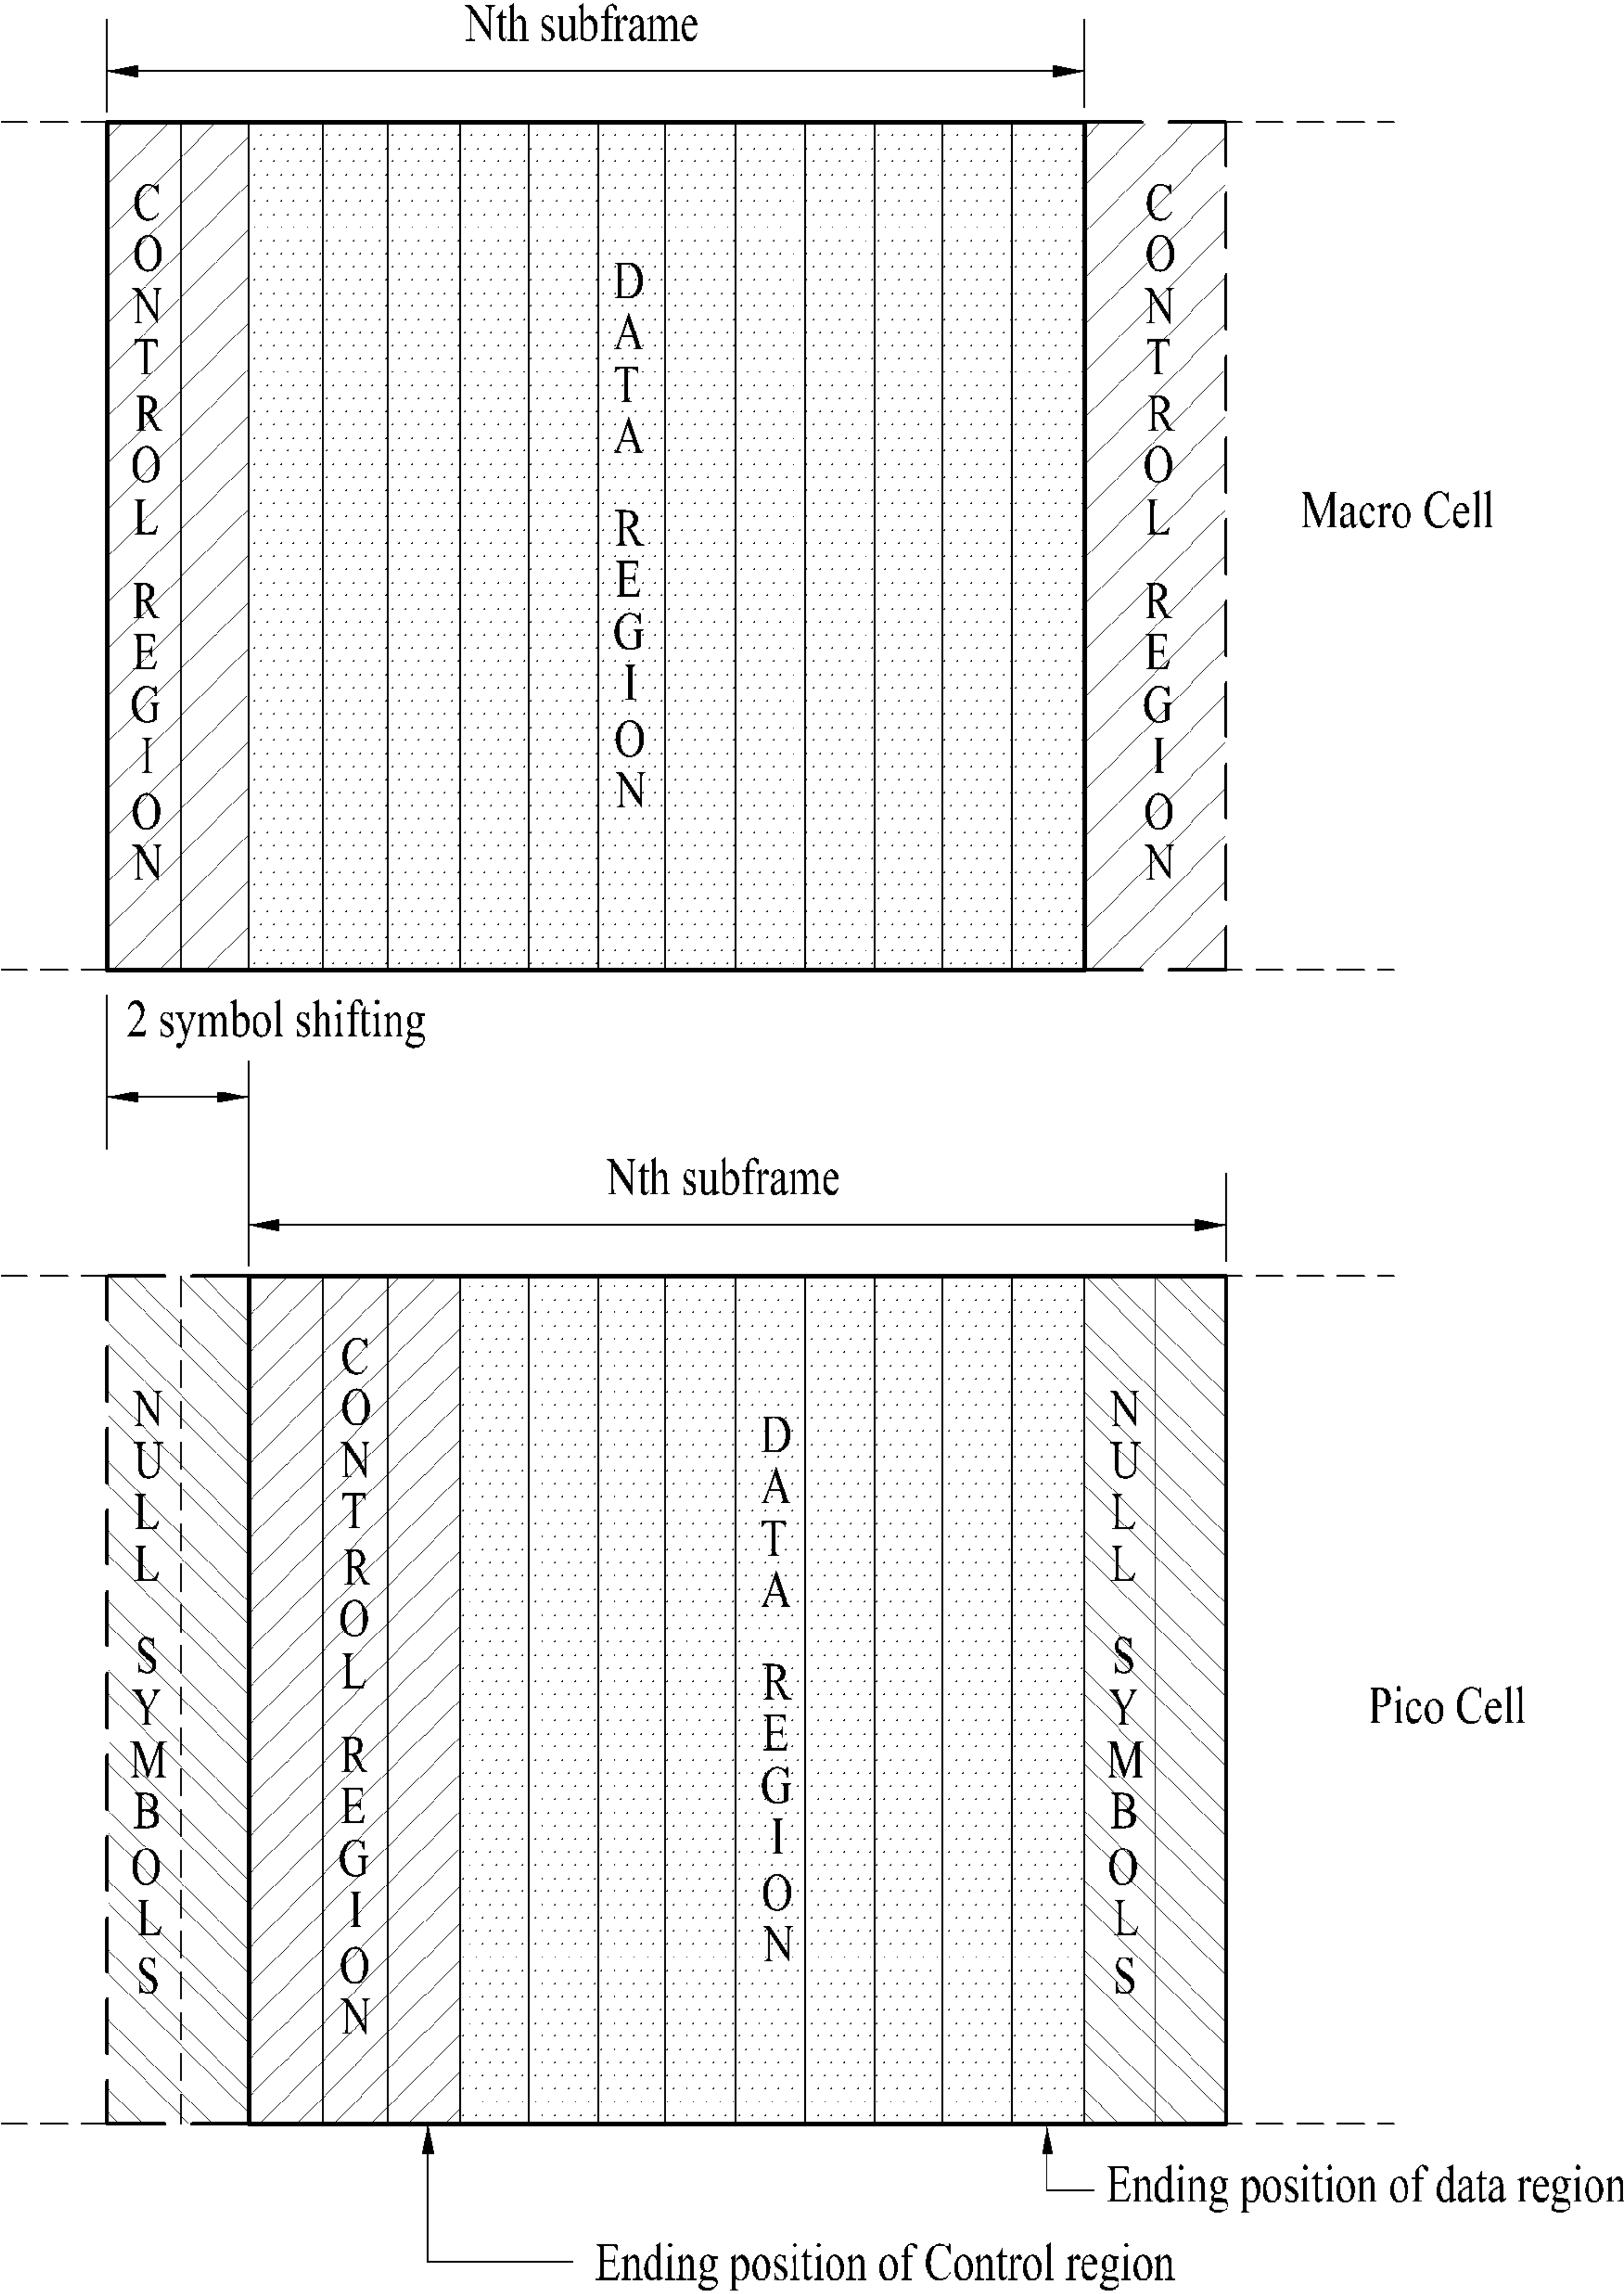 Nth subframe
CONTROL REGION
DATA REGION
CONTROL REGION
Macro Cell
2 symbol shifting
Nth subframe
NULL SYMBOLS
CONTROL REGION
DATA REGION
NULL SYMBOLS
Pico Cell
Ending position of data region
Ending position of Control region